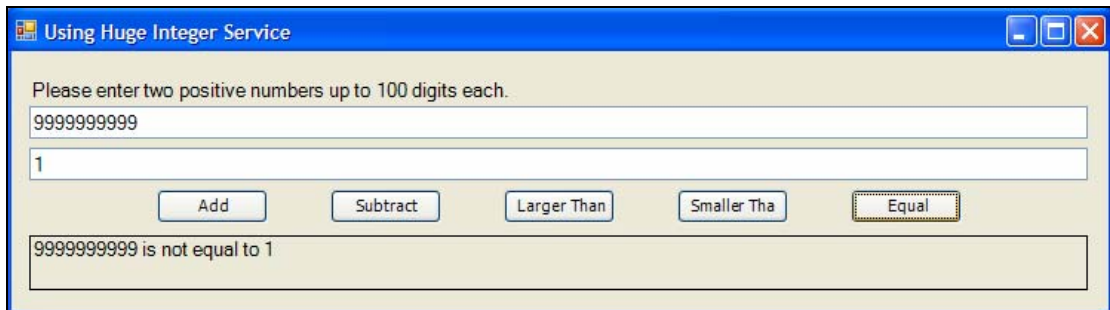 Using Huge Integer Service
Please enter two positive numbers up to 100 digits each.
9999999999
1
Add Subtract Larger Than Smaller Tha Equal
9999999999 is not equal to 1